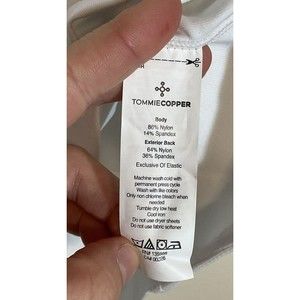 TOMMIE COPPER
Body
86% Nylon
14% Spandex
Exterior Back
64% Nylon
36% Spandex
Exclusive Of Elastic
Machine wash cold with
permanent press cycle
Wash with like colors
Only non chlorine bleach when
needed
Tumble dry low heat
Cool iron
Do not use dryer sheets
Do not use fabric softener